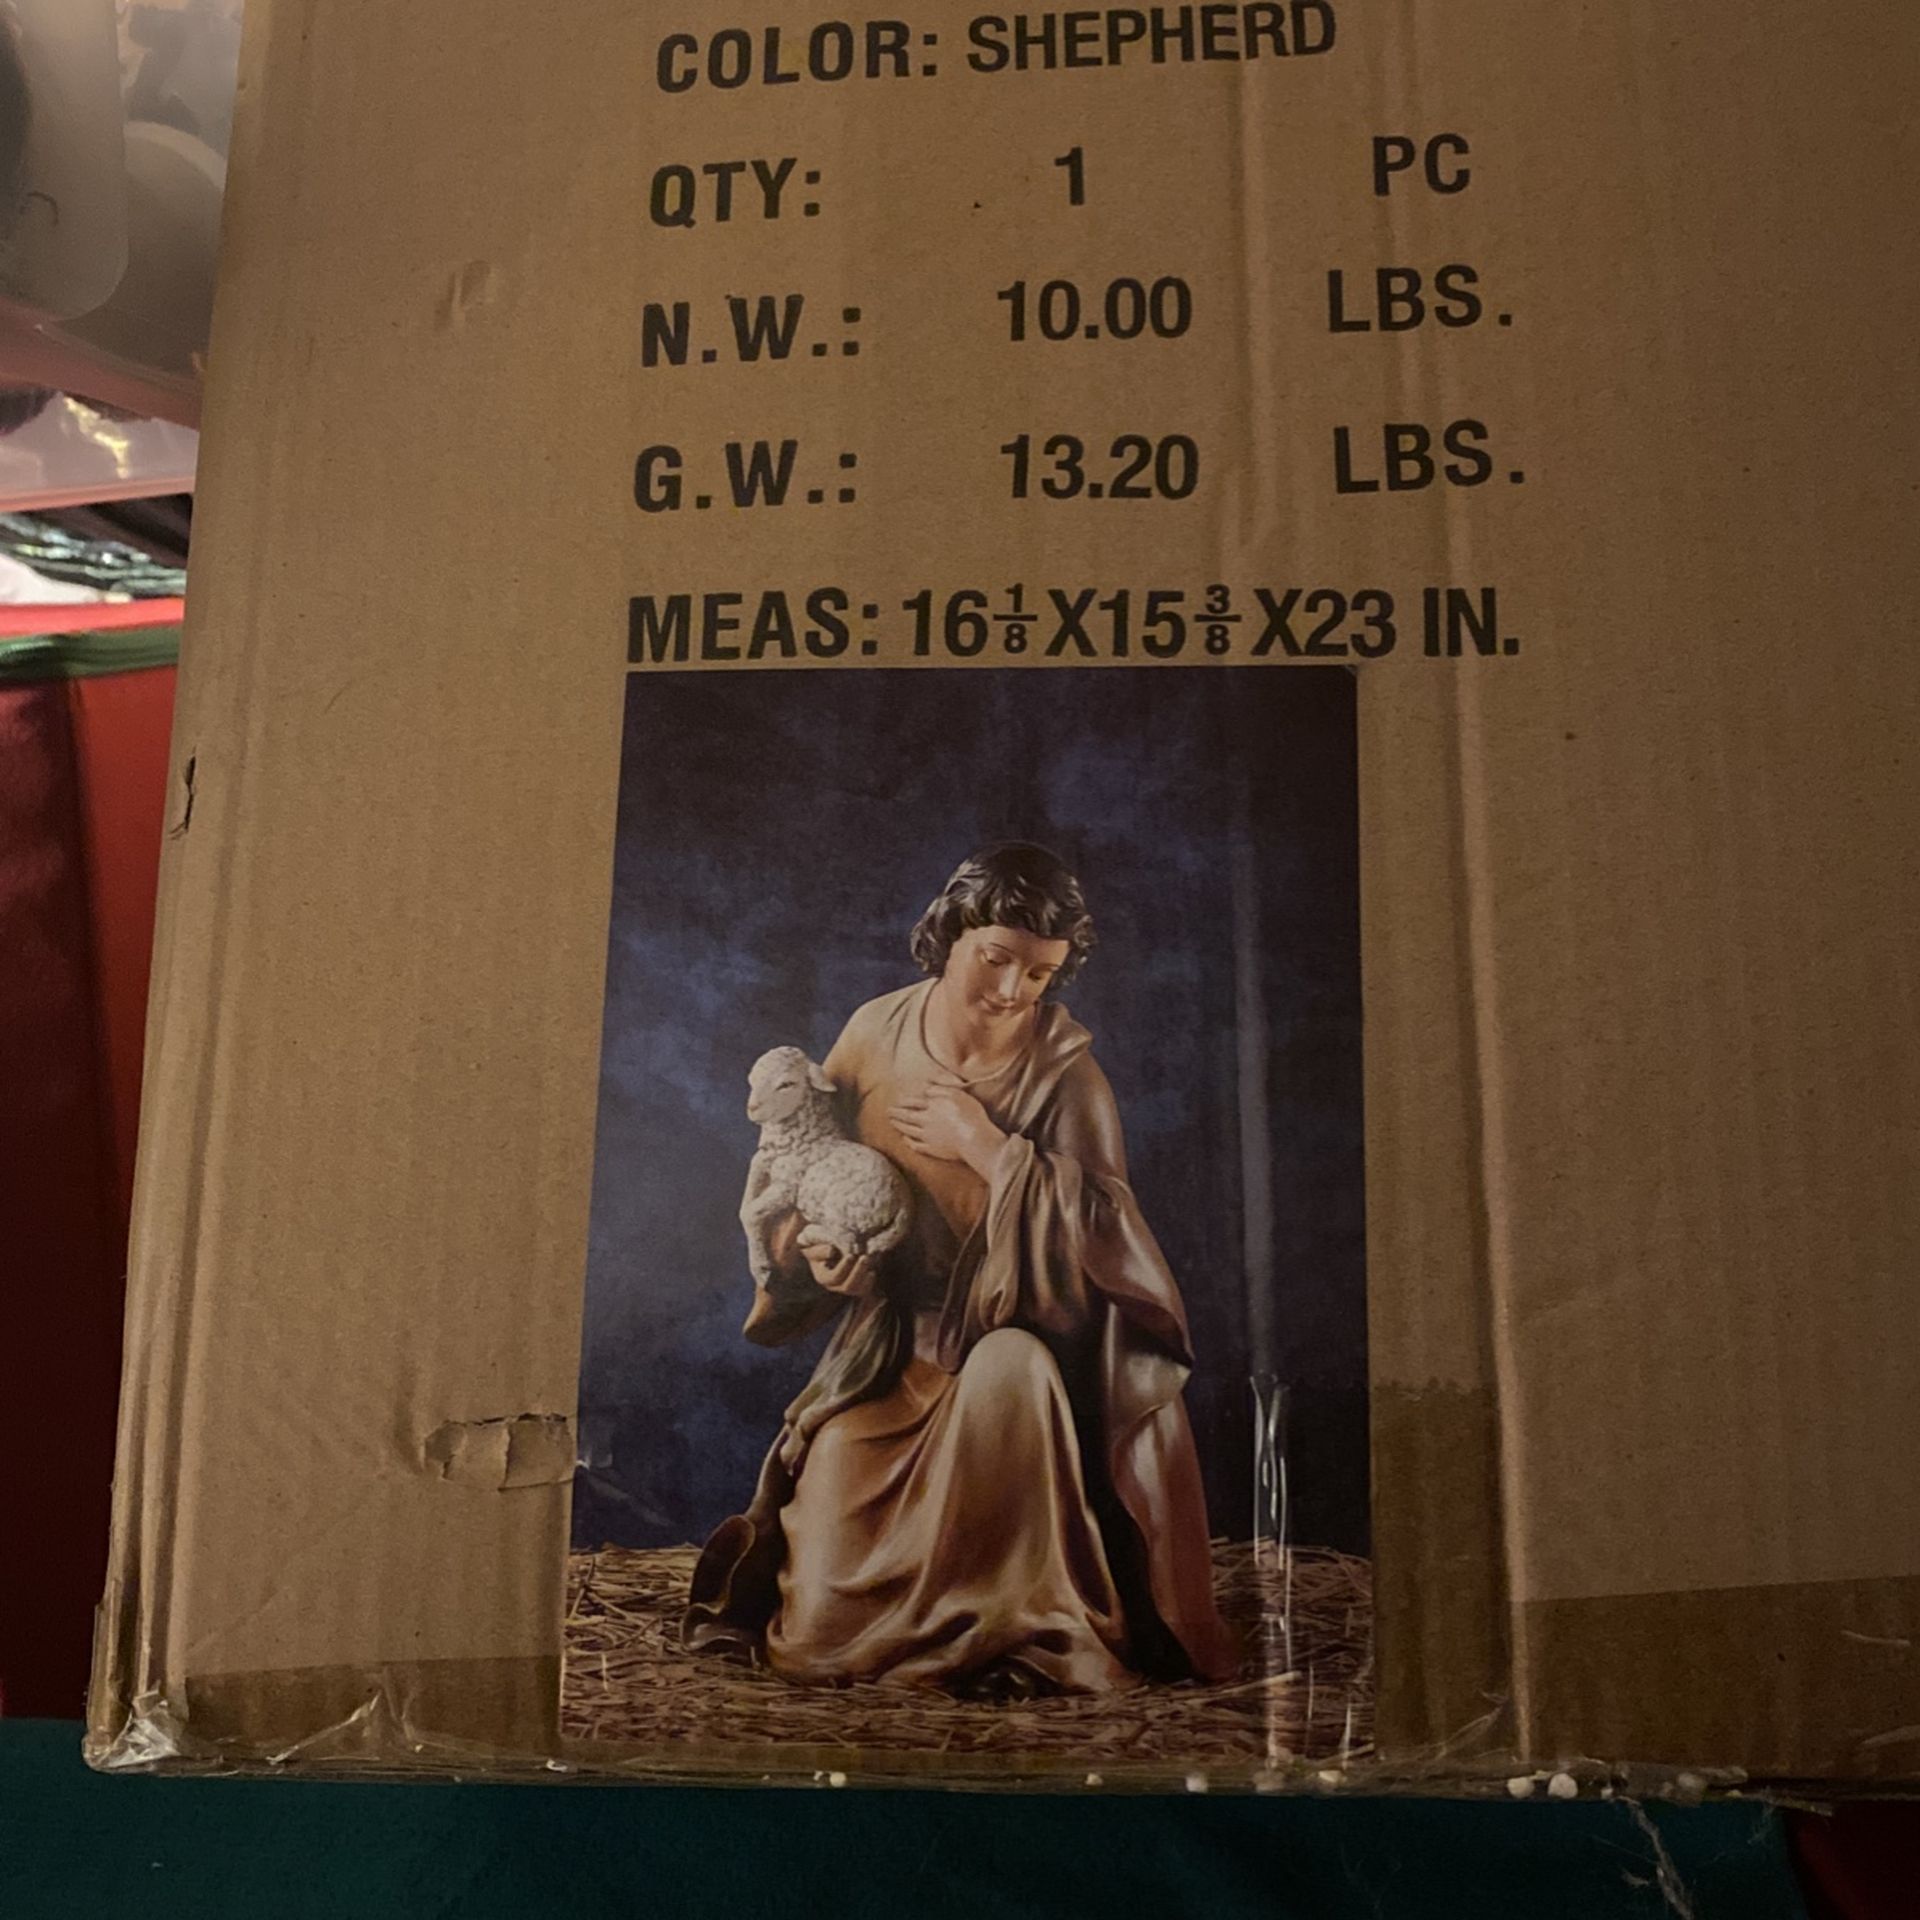 COLOR: SHEPHERD
QTY: 1 PC
N.W.: 10.00 LBS.
G.W.: 13.20 LBS.
MEAS: 16⅛X15⅜X23 IN.